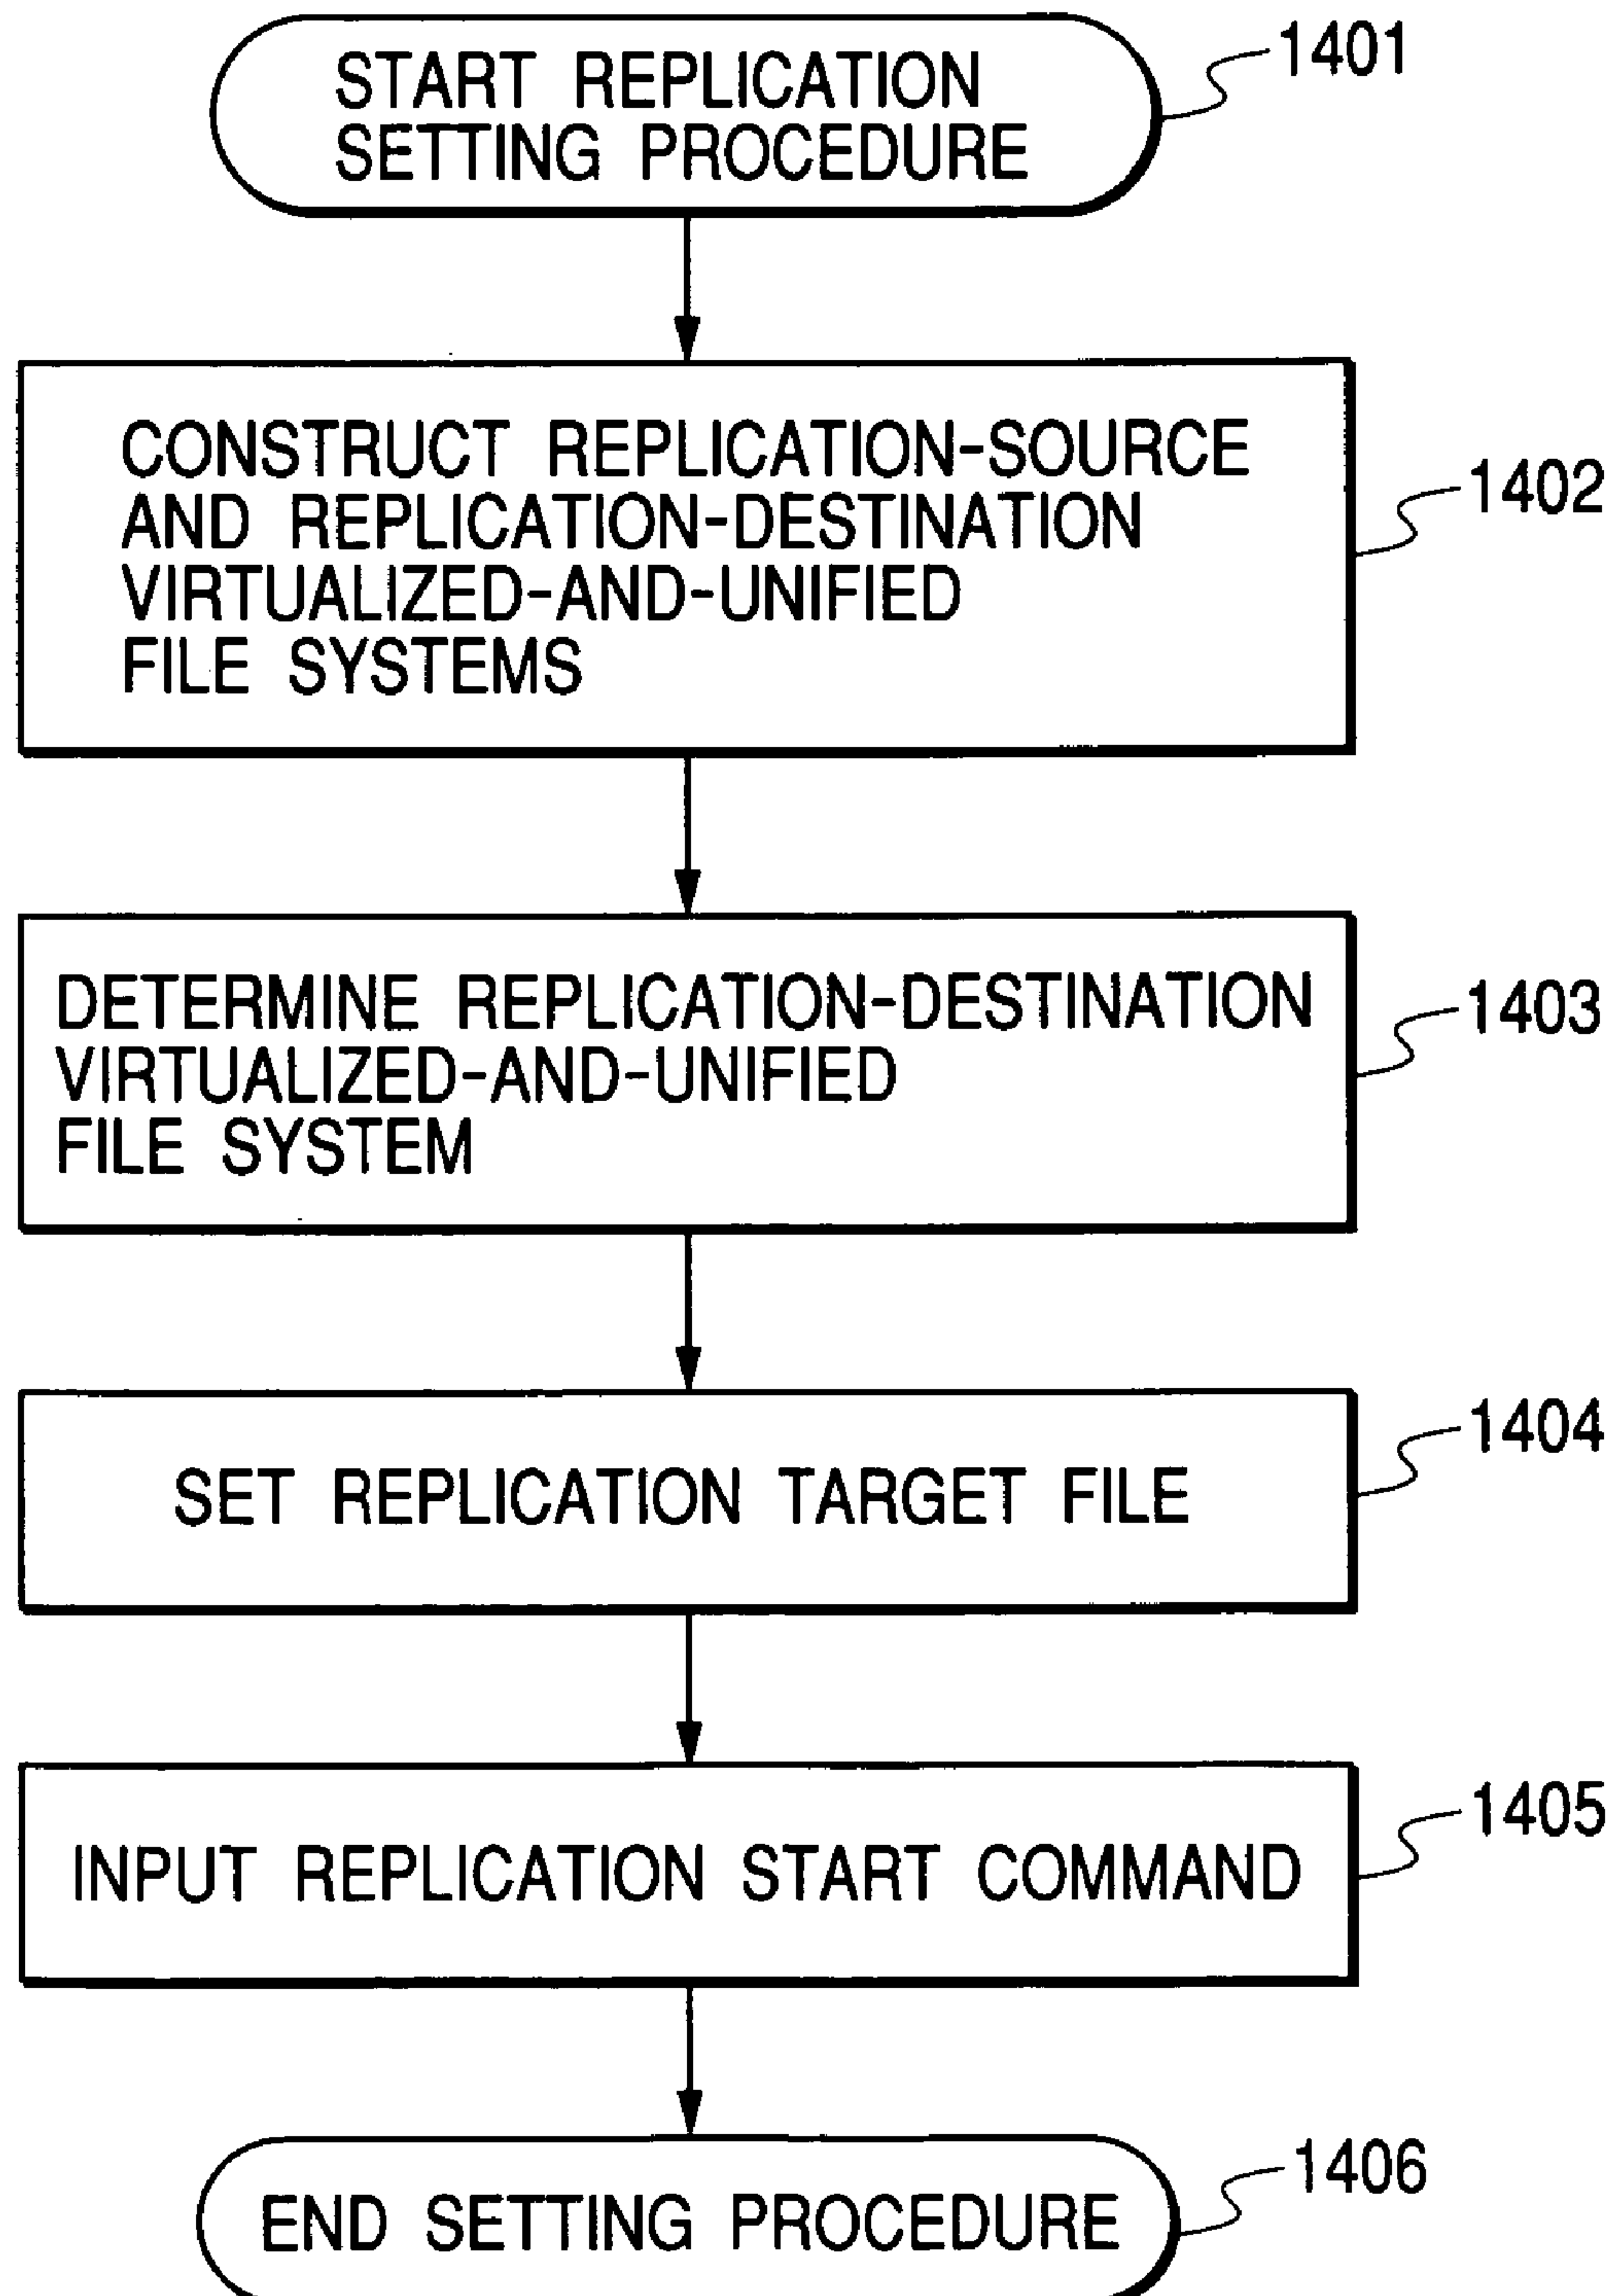 START REPLICATION
SETTING PROCEDURE
1401
CONSTRUCT REPLICATION-SOURCE
AND REPLICATION-DESTINATION
VIRTUALIZED-AND-UNIFIED
FILE SYSTEMS
1402
DETERMINE REPLICATION-DESTINATION
VIRTUALIZED-AND-UNIFIED
FILE SYSTEM
1403
SET REPLICATION TARGET FILE
1404
INPUT REPLICATION START COMMAND
1405
END SETTING PROCEDURE
1406